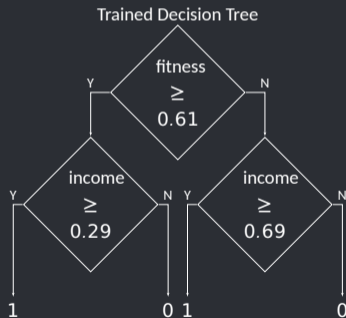 Trained Decision Tree
fitness
≥
0.61
Y
N
income
≥
0.29
income
≥
0.69
Y
N
Y
N
1
0
1
0